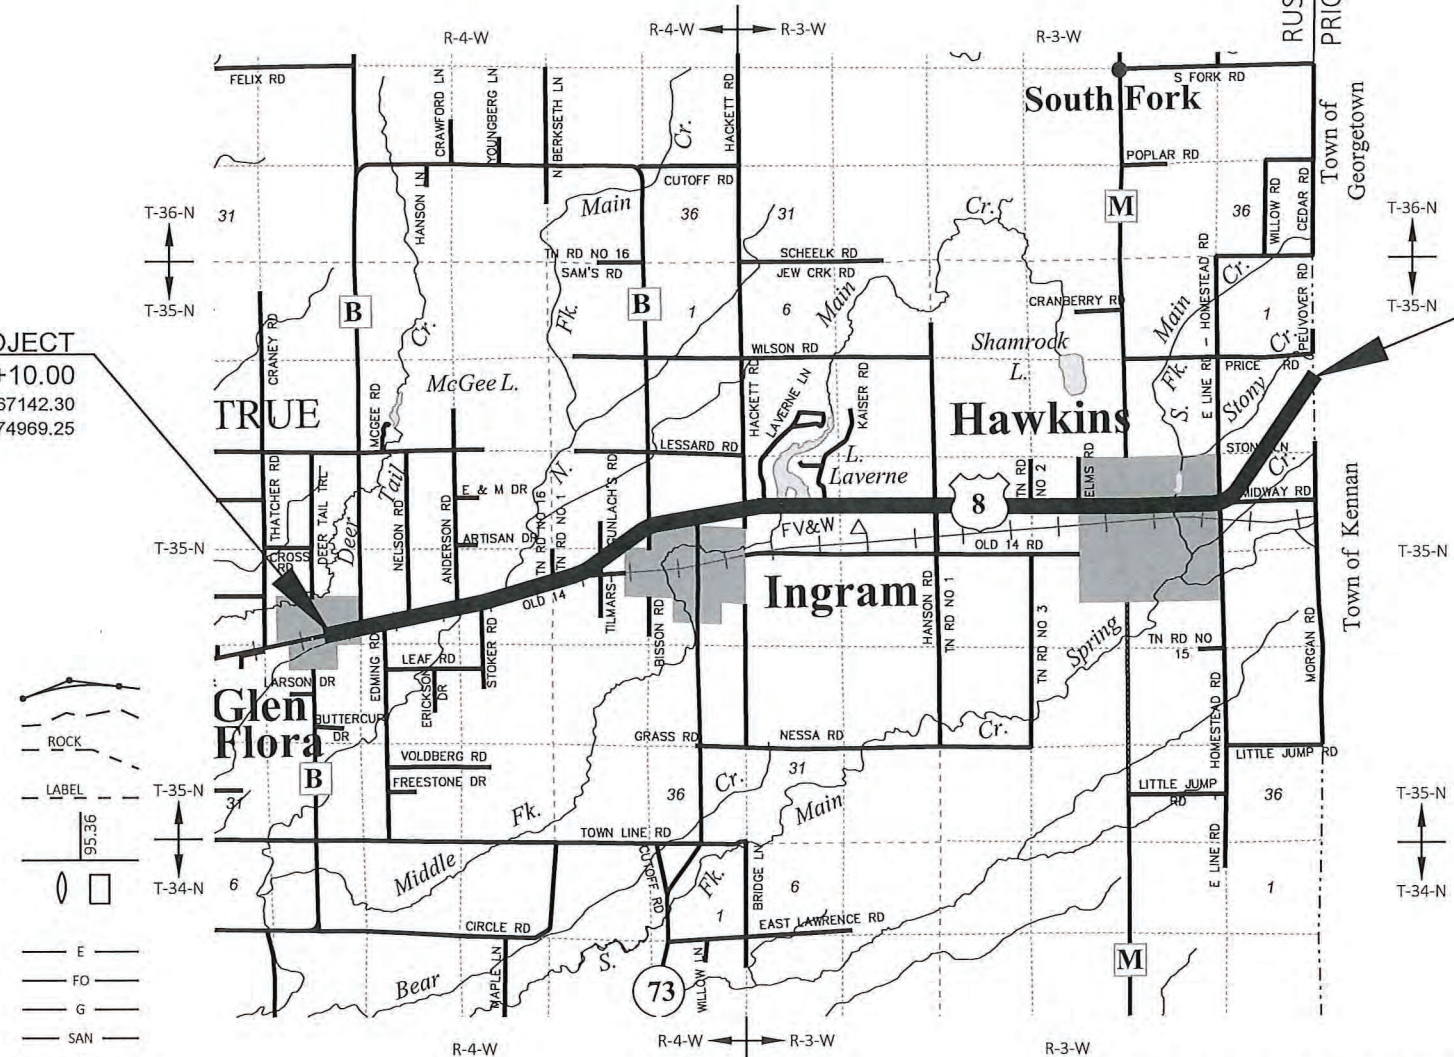 R-4-W
R-4-W
R-3-W
R-3-W
RUS
PRIC
FELIX RD
CRAWFORD LN
YOUNGBERG LN
N BERKSETH LN
Cr.
HACKETT RD
South Fork
S FORK RD
Town of
Georgetown
POPLAR RD
HANSON LN
CUTOFF RD
T-36-N
31
Main
36
31
Cr.
M
36
WILLOW RD
CEDAR RD
T-36-N
TN RD NO 16
SAM'S RD
SCHEELK RD
JEW CRK RD
E LINE RD - HOMESTEAD RD
Cr.
T-35-N
B
Cr.
Fk.
B
1
6
Main
CRANBERRY RD
Main
Fk.
S.
1
PEUVOVER RD
T-35-N
OJECT
+10.00
67142.30
74969.25
CRANEY RD
MCGEE RD
McGee L.
WILSON RD
Shamrock
L.
PRICE RD
Cr.
TRUE
HACKETT RD
LAVERNE LN
KAISER RD
Hawkins
Stony
LESSARD RD
L.
Laverne
STONY LN
Cr.
THATCHER RD
DEER TAIL TRL
Deer
Tail
E & M DR
N.
TN RD NO 16
TN RD NO 1
GUNLACH'S RD
TN RD
NO 2
ELMS RD
8
MIDWAY RD
Town of Kennan
NELSON RD
ANDERSON RD
ARTISAN DR
FV&W
T-35-N
CROSS
RD
OLD 14 RD
T-35-N
OLD 14
TILMARS
Ingram
HANSON RD
TN RD NO 1
TN RD NO 3
Spring
TN RD NO
15
MORGAN RD
BISSON RD
EDMING RD
LEAF RD
STOKER RD
ERICKSON
DR
ARSON DR
Glen
Flora
BUTTERCUP
DR
GRASS RD
NESSA RD
Cr.
HOMESTEAD RD
LITTLE JUMP RD
ROCK
VOLDBERG RD
B
FREESTONE DR
31
LABEL
T-35-N
31
36
Cr.
Main
LITTLE JUMP
RD
36
T-35-N
Fk.
TOWN LINE RD
95.36
T-34-N
6
Middle
CUTOFF RD
Fk.
BRIDGE LN
6
E LINE RD
1
T-34-N
1
CIRCLE RD
EAST LAWRENCE RD
E
FO
G
SAN
Bear
MAPLE LN
S.
73
WILLOW LN
M
R-4-W
R-4-W
R-3-W
R-3-W